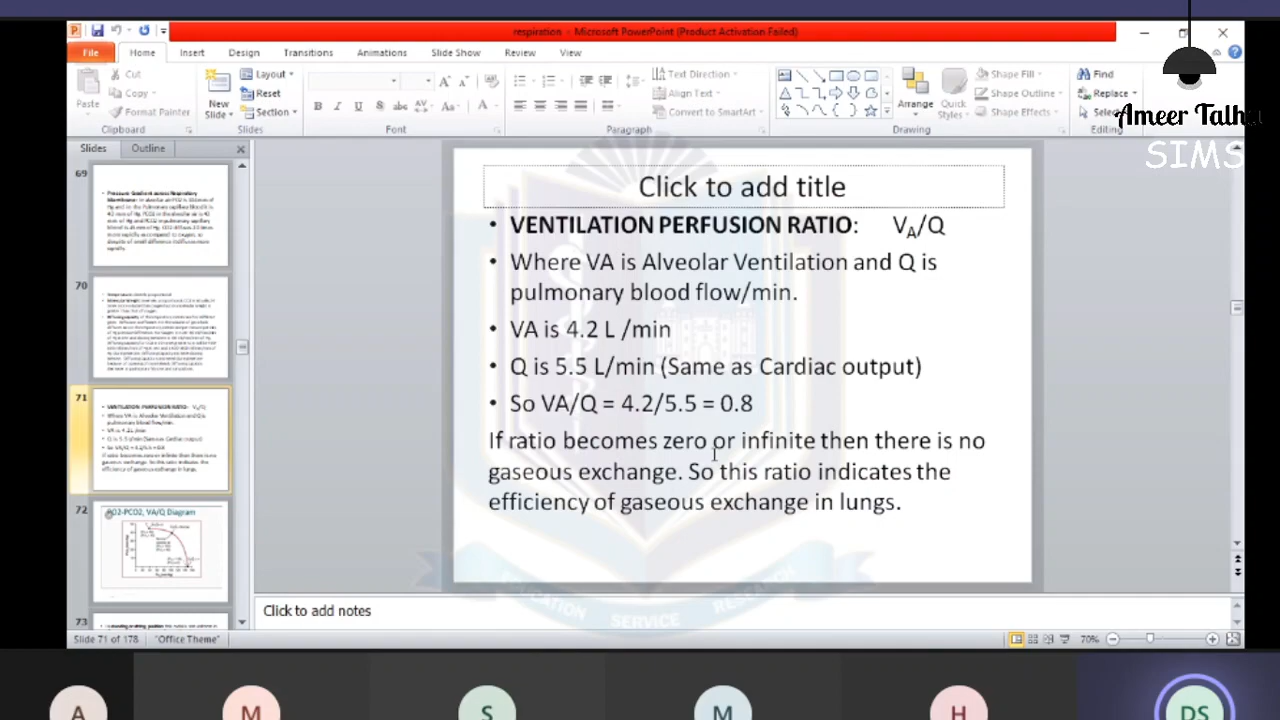 respiration - Microsoft PowerPoint (Product Activation Failed)
File Home Insert Design Transitions Animations Slide Show Review View
Ameer Talha
SIMS
Paste
Cut
Copy
Format Painter
Clipboard
New
Slide
Layout
Reset
Section
Slides
Font
Text Direction
Align Text
Convert to SmartArt
Paragraph
Arrange
Quick
Styles
Shape Fill
Shape Outline
Shape Effects
Drawing
Find
Replace
Select
Editing
Slides Outline
69
70
71
72
PO2-PCO2, VA/Q Diagram
73
Click to add title
• VENTILATION PERFUSION RATIO: VA/Q
• Where VA is Alveolar Ventilation and Q is
pulmonary blood flow/min.
• VA is 4.2 L /min
• Q is 5.5 L/min (Same as Cardiac output)
• So VA/Q = 4.2/5.5 = 0.8
If ratio becomes zero or infinite then there is no
gaseous exchange. So this ratio indicates the
efficiency of gaseous exchange in lungs.
EDUCATION SERVICE RESEARCH
Click to add notes
Slide 71 of 178 "Office Theme" 70%
A M S M H DS